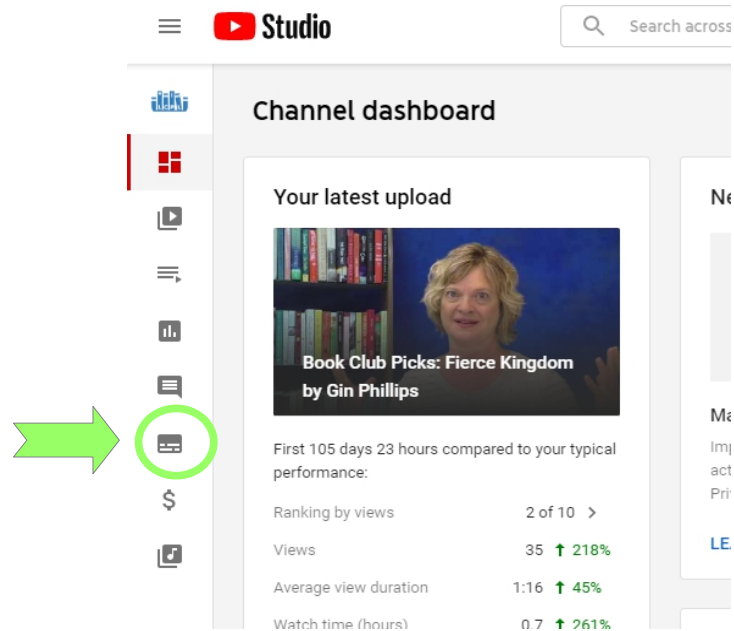 Studio
Search across
Channel dashboard
Your latest upload
Book Club Picks: Fierce Kingdom
by Gin Phillips
First 105 days 23 hours compared to your typical
performance:
Ranking by views 2 of 10 >
Views 35 ↑ 218%
Average view duration 1:16 ↑ 45%
Watch time (hours) 0.7 ↑ 261%
$
Ne
Ma
Imp
act
Pri
LEA